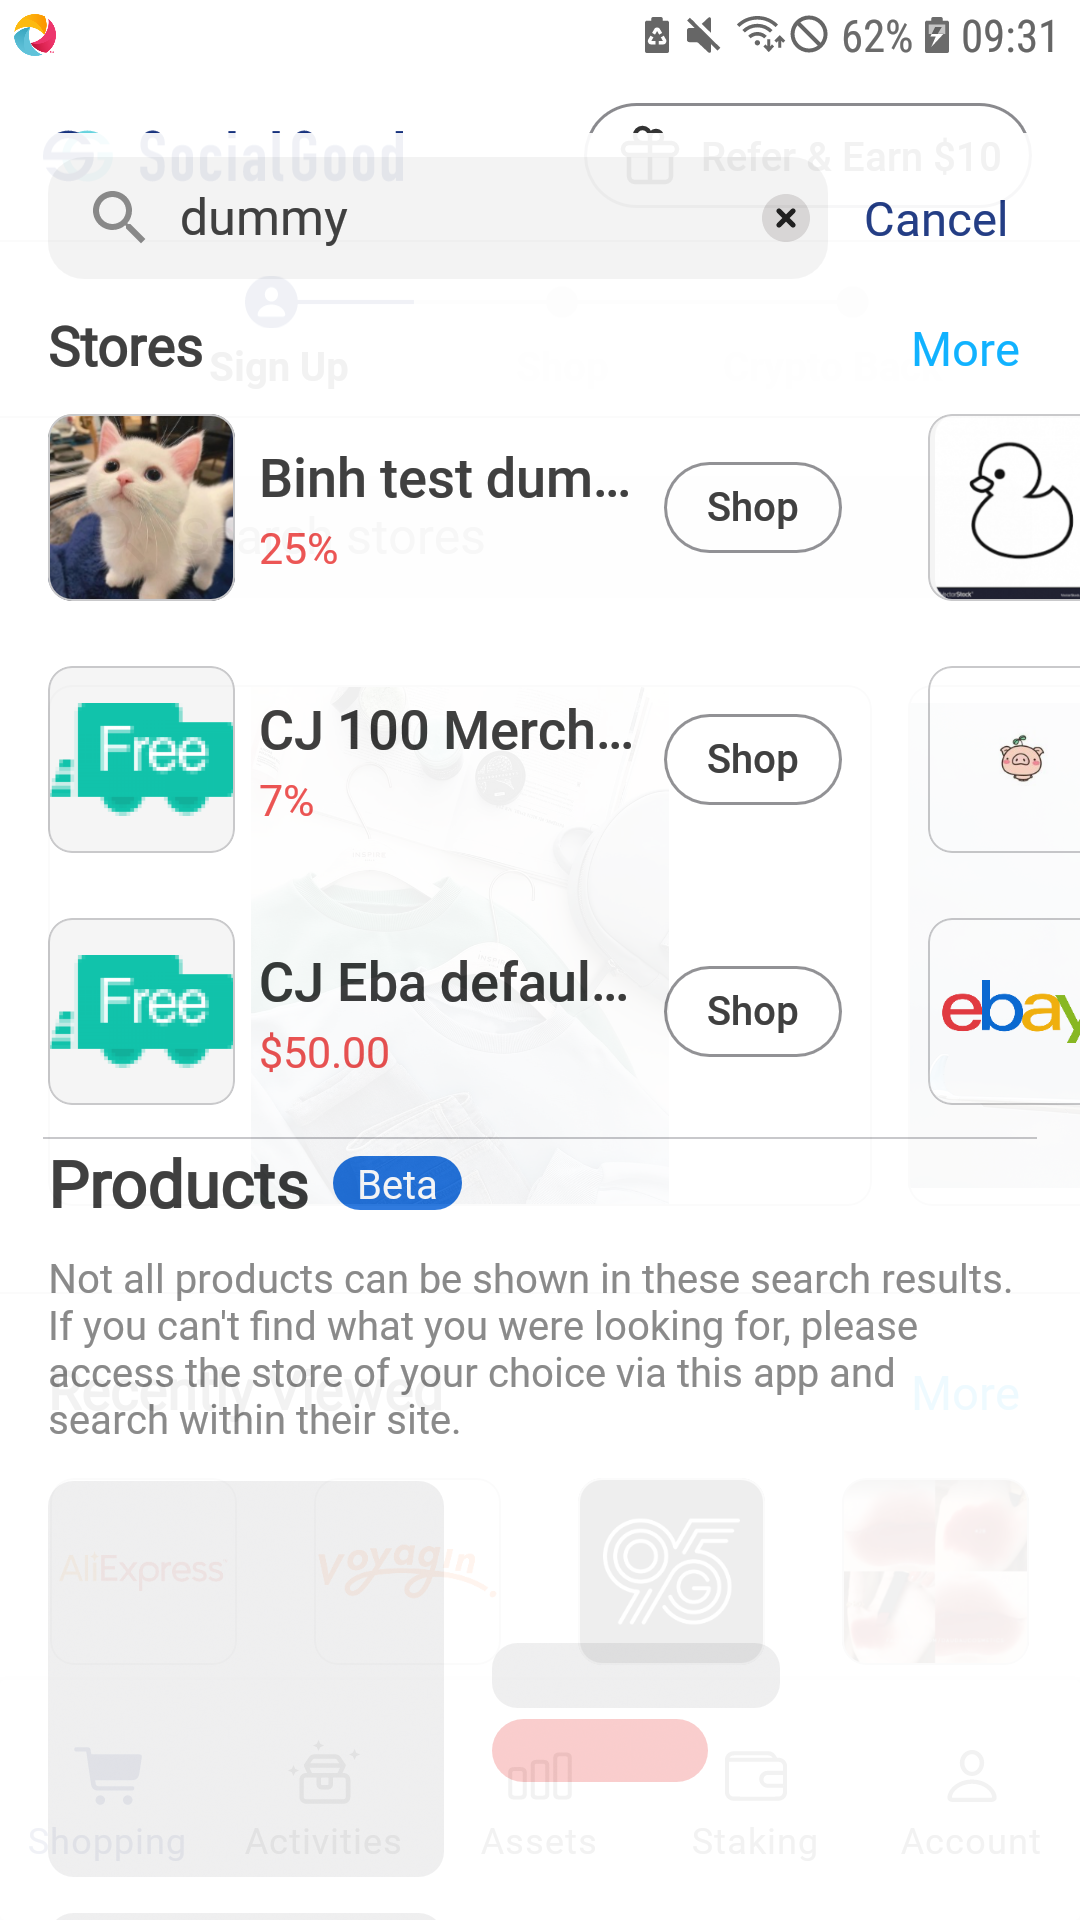 62% 09:31
SocialGood
Refer & Earn $10
dummy
Cancel
Sign Up
Shop
Stores
More
Binh test dum...
25%
Shop
stores
CJ 100 Merch...
7%
Shop
Free
CJ Eba defaul...
$50.00
Shop
Free
ebay
Products
Beta
Not all products can be shown in these search results.
If you can't find what you were looking for, please
access the store of your choice via this app and
search within their site.
Recently Viewed
More
AliExpress
Voyagin
95
Shopping
Activities
Assets
Staking
Account